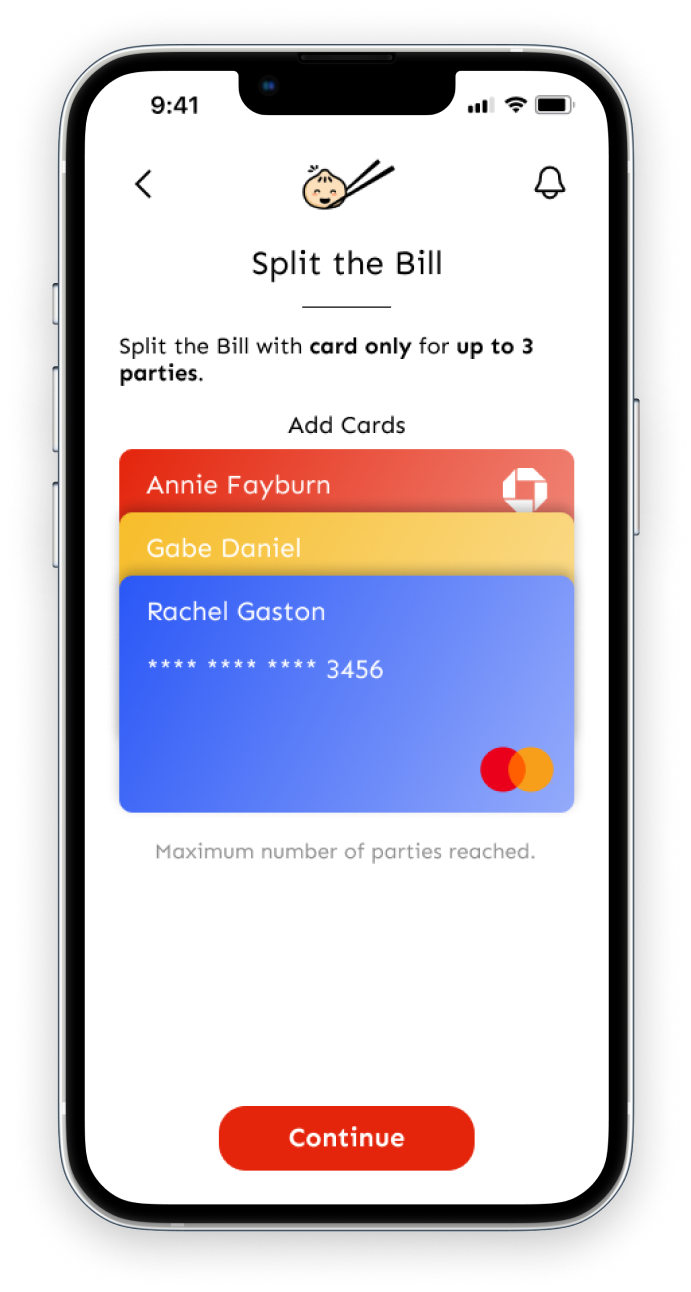 9:41
Split the Bill
Split the Bill with card only for up to 3
parties.
Add Cards
Annie Fayburn
Gabe Daniel
Rachel Gaston
**** **** **** 3456
Maximum number of parties reached.
Continue